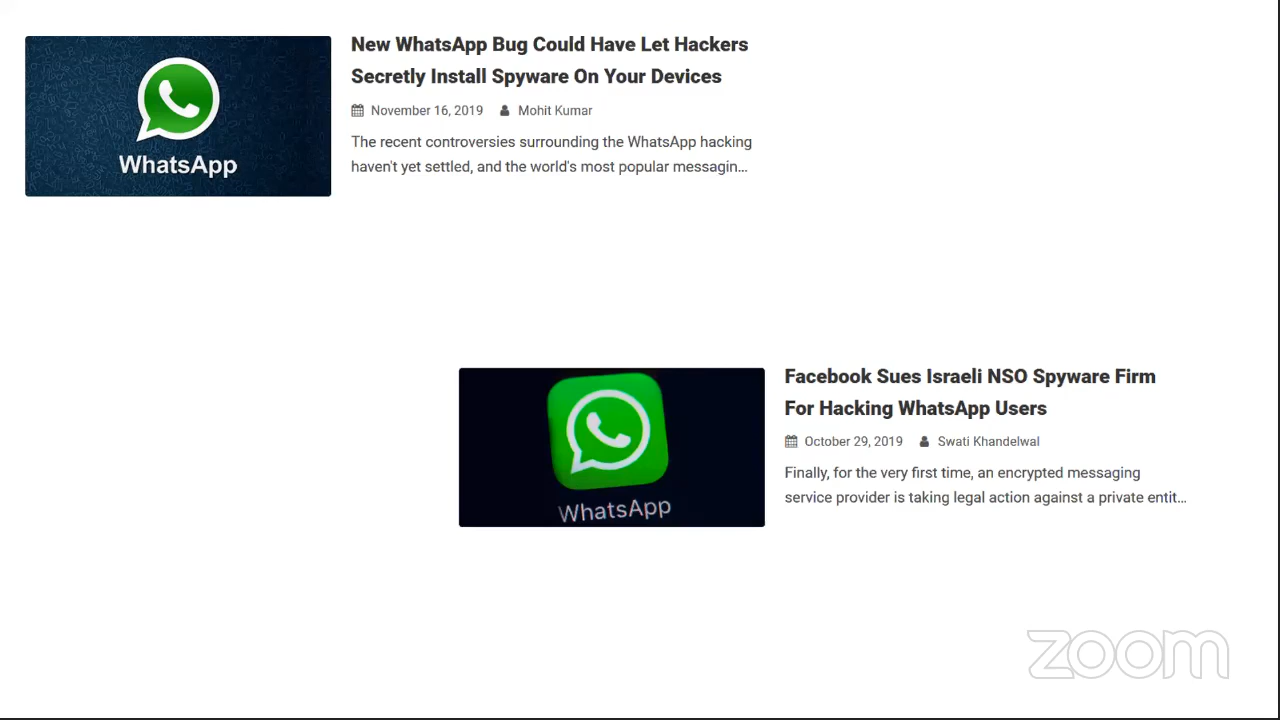 New WhatsApp Bug Could Have Let Hackers
Secretly Install Spyware On Your Devices
November 16, 2019 Mohit Kumar
The recent controversies surrounding the WhatsApp hacking
haven't yet settled, and the world's most popular messagin...
WhatsApp
Facebook Sues Israeli NSO Spyware Firm
For Hacking WhatsApp Users
October 29, 2019 Swati Khandelwal
Finally, for the very first time, an encrypted messaging
service provider is taking legal action against a private entit...
WhatsApp
zoom